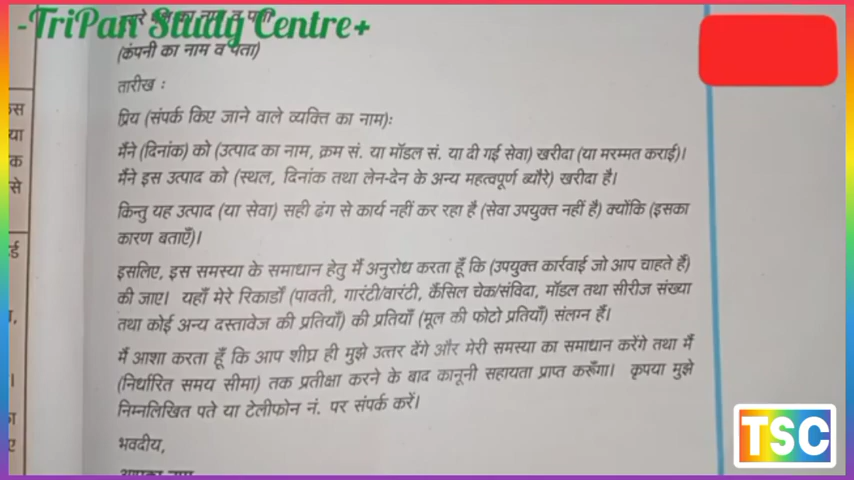 -TriPan Study Centre+
का नाम व पता
(कंपनी का नाम व पता)
तारीख :
प्रिय (संपर्क किए जाने वाले व्यक्ति का नाम):
मैंने (दिनांक) को (उत्पाद का नाम, क्रम सं. या मॉडल सं. या दी गई सेवा) खरीदा (या मरम्मत कराई)।
मैंने इस उत्पाद को (स्थल, दिनांक तथा लेन-देन के अन्य महत्वपूर्ण ब्यौरे) खरीदा है।
किन्तु यह उत्पाद (या सेवा) सही ढंग से कार्य नहीं कर रहा है (सेवा उपयुक्त नहीं है) क्योंकि (इसका
कारण बताएँ)।
इसलिए, इस समस्या के समाधान हेतु मैं अनुरोध करता हूँ कि (उपयुक्त कार्रवाई जो आप चाहते हैं)
की जाए। यहाँ मेरे रिकार्डों (पावती, गारंटी/वारंटी, कैंसिल चेक/संविदा, मॉडल तथा सीरीज संख्या
तथा कोई अन्य दस्तावेज की प्रतियाँ) की प्रतियाँ (मूल की फोटो प्रतियाँ) संलग्न हैं।
मैं आशा करता हूँ कि आप शीघ्र ही मुझे उत्तर देंगे और मेरी समस्या का समाधान करेंगे तथा मैं
(निर्धारित समय सीमा) तक प्रतीक्षा करने के बाद कानूनी सहायता प्राप्त करूँगा। कृपया मुझे
निम्नलिखित पते या टेलीफोन नं. पर संपर्क करें।
भवदीय,
TSC